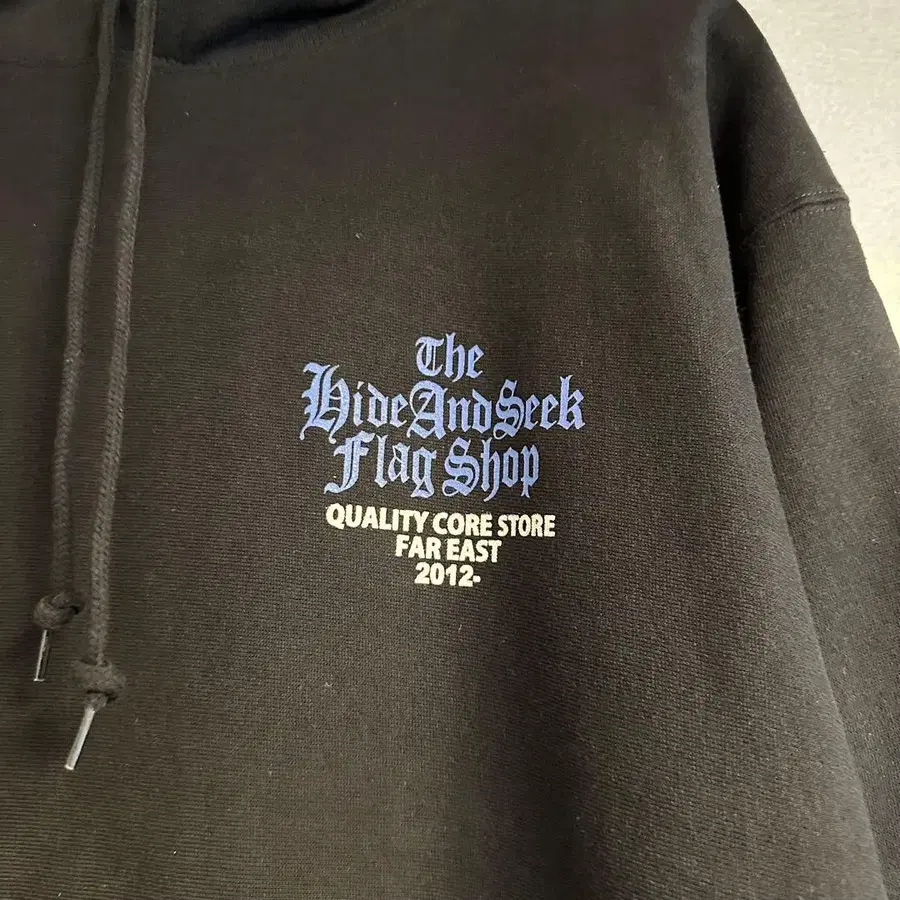 The
HideAndSeek
Flag Shop
QUALITY CORE STORE
FAR EAST
2012-